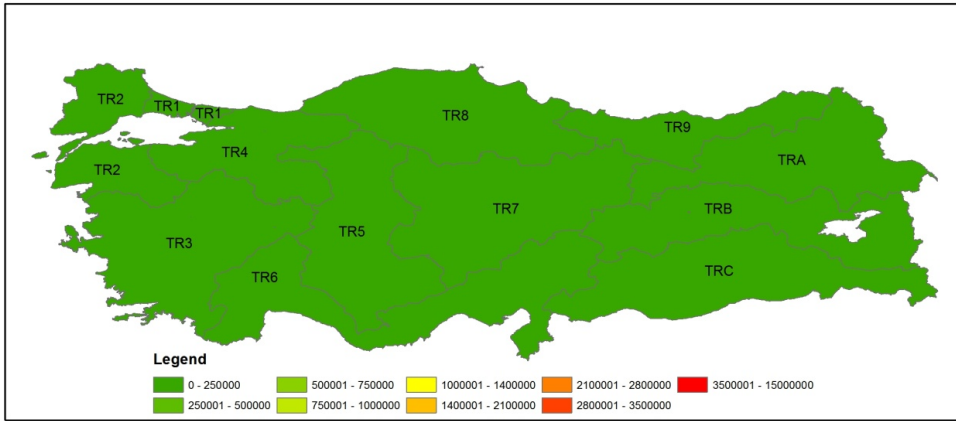 TR2
TR1
TR1
TR8
TR9
TR4
TRA
TR2
TRB
TR7
TR5
TR3
TRC
TR6
Legend
0 - 250000
500001 - 750000
1000001 - 1400000
2100001 - 2800000
3500001 - 15000000
250001 - 500000
750001 - 1000000
1400001 - 2100000
2800001 - 3500000